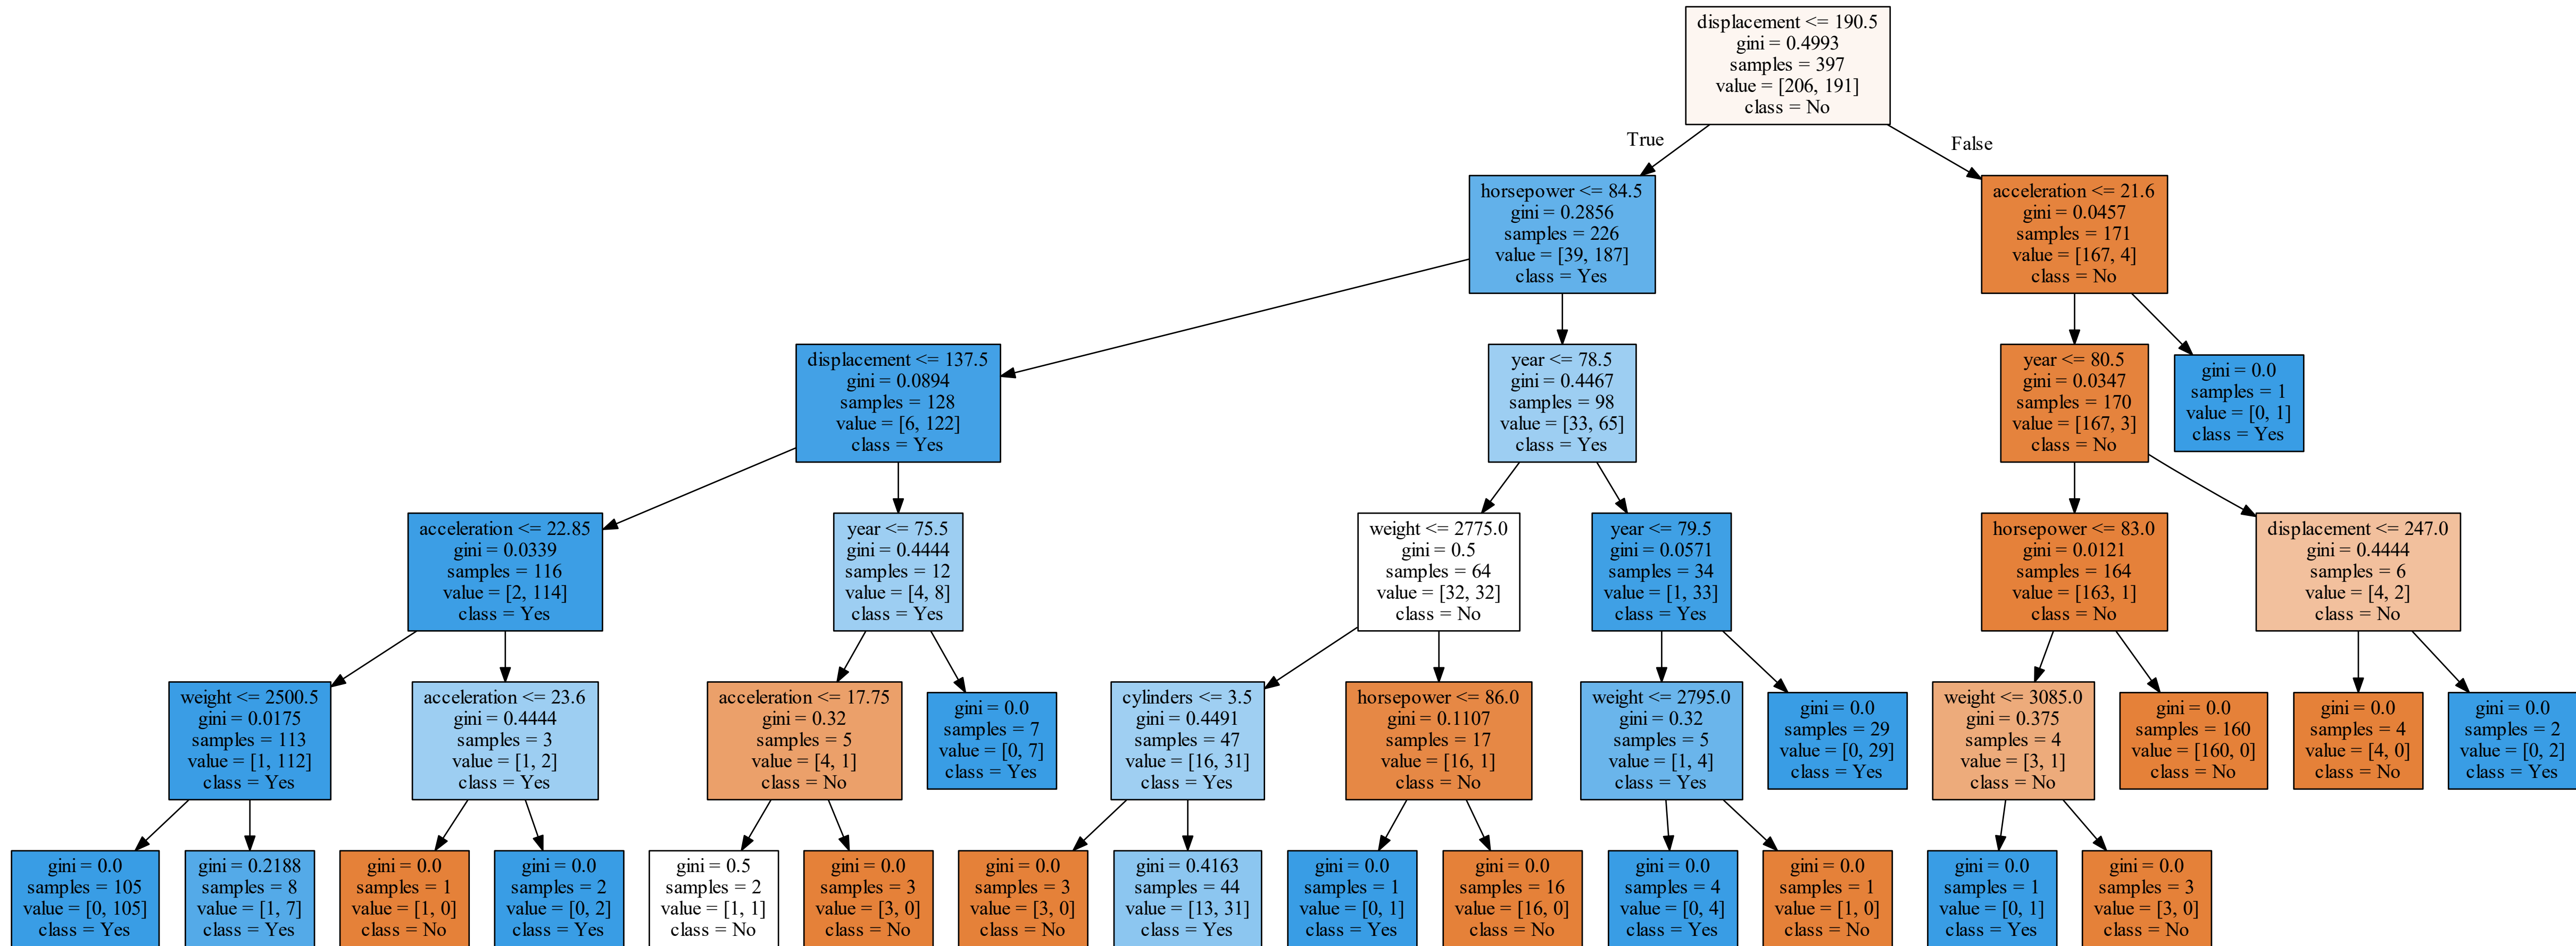 displacement <= 190.5
gini = 0.4993
samples = 397
value = [206, 191]
class = No
True
False
horsepower <= 84.5
gini = 0.2856
samples = 226
value = [39, 187]
class = Yes
acceleration <= 21.6
gini = 0.0457
samples = 171
value = [167, 4]
class = No
displacement <= 137.5
gini = 0.0894
samples = 128
value = [6, 122]
class = Yes
year <= 78.5
gini = 0.4467
samples = 98
value = [33, 65]
class = Yes
year <= 80.5
gini = 0.0347
samples = 170
value = [167, 3]
class = No
gini = 0.0
samples = 1
value = [0, 1]
class = Yes
acceleration <= 22.85
gini = 0.0339
samples = 116
value = [2, 114]
class = Yes
year <= 75.5
gini = 0.4444
samples = 12
value = [4, 8]
class = Yes
weight <= 2775.0
gini = 0.5
samples = 64
value = [32, 32]
class = No
year <= 79.5
gini = 0.0571
samples = 34
value = [1, 33]
class = Yes
horsepower <= 83.0
gini = 0.0121
samples = 164
value = [163, 1]
class = No
displacement <= 247.0
gini = 0.4444
samples = 6
value = [4, 2]
class = No
weight <= 2500.5
gini = 0.0175
samples = 113
value = [1, 112]
class = Yes
acceleration <= 23.6
gini = 0.4444
samples = 3
value = [1, 2]
class = Yes
acceleration <= 17.75
gini = 0.32
samples = 5
value = [4, 1]
class = No
gini = 0.0
samples = 7
value = [0, 7]
class = Yes
cylinders <= 3.5
gini = 0.4491
samples = 47
value = [16, 31]
class = Yes
horsepower <= 86.0
gini = 0.1107
samples = 17
value = [16, 1]
class = No
weight <= 2795.0
gini = 0.32
samples = 5
value = [1, 4]
class = Yes
gini = 0.0
samples = 29
value = [0, 29]
class = Yes
weight <= 3085.0
gini = 0.375
samples = 4
value = [3, 1]
class = No
gini = 0.0
samples = 160
value = [160, 0]
class = No
gini = 0.0
samples = 4
value = [4, 0]
class = No
gini = 0.0
samples = 2
value = [0, 2]
class = Yes
gini = 0.0
samples = 105
value = [0, 105]
class = Yes
gini = 0.2188
samples = 8
value = [1, 7]
class = Yes
gini = 0.0
samples = 1
value = [1, 0]
class = No
gini = 0.0
samples = 2
value = [0, 2]
class = Yes
gini = 0.5
samples = 2
value = [1, 1]
class = No
gini = 0.0
samples = 3
value = [3, 0]
class = No
gini = 0.0
samples = 3
value = [3, 0]
class = No
gini = 0.4163
samples = 44
value = [13, 31]
class = Yes
gini = 0.0
samples = 1
value = [0, 1]
class = Yes
gini = 0.0
samples = 16
value = [16, 0]
class = No
gini = 0.0
samples = 4
value = [0, 4]
class = Yes
gini = 0.0
samples = 1
value = [1, 0]
class = No
gini = 0.0
samples = 1
value = [0, 1]
class = Yes
gini = 0.0
samples = 3
value = [3, 0]
class = No